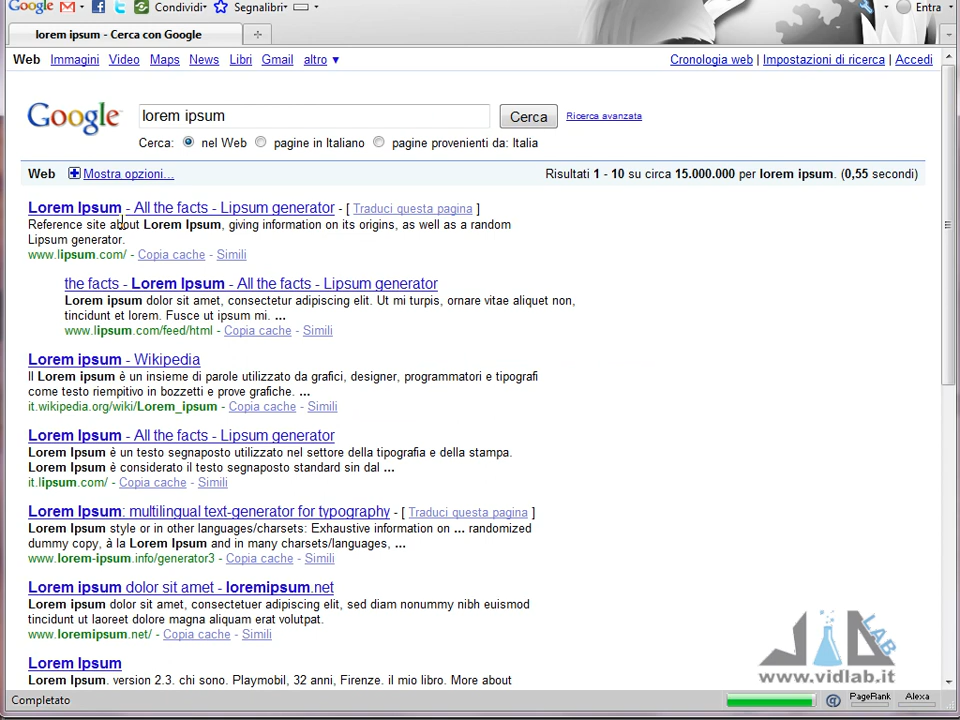 Google Condividi Segnalibri Entra
lorem ipsum - Cerca con Google
Web Immagini Video Maps News Libri Gmail altro ▼ Cronologia web | Impostazioni di ricerca | Accedi
Google lorem ipsum Cerca Ricerca avanzata
Cerca: nel Web pagine in Italiano pagine provenienti da: Italia
Web Mostra opzioni... Risultati 1 - 10 su circa 15.000.000 per lorem ipsum. (0,55 secondi)
Lorem Ipsum - All the facts - Lipsum generator - [ Traduci questa pagina ]
Reference site about Lorem Ipsum, giving information on its origins, as well as a random
Lipsum generator.
www.lipsum.com/ - Copia cache - Simili
the facts - Lorem Ipsum - All the facts - Lipsum generator
Lorem ipsum dolor sit amet, consectetur adipiscing elit. Ut mi turpis, ornare vitae aliquet non,
tincidunt et lorem. Fusce ut ipsum mi. ...
www.lipsum.com/feed/html - Copia cache - Simili
Lorem ipsum - Wikipedia
Il Lorem ipsum è un insieme di parole utilizzato da grafici, designer, programmatori e tipografi
come testo riempitivo in bozzetti e prove grafiche. ...
it.wikipedia.org/wiki/Lorem_ipsum - Copia cache - Simili
Lorem Ipsum - All the facts - Lipsum generator
Lorem Ipsum è un testo segnaposto utilizzato nel settore della tipografia e della stampa.
Lorem Ipsum è considerato il testo segnaposto standard sin dal ...
it.lipsum.com/ - Copia cache - Simili
Lorem Ipsum: multilingual text-generator for typography - [ Traduci questa pagina ]
Lorem Ipsum style or in other languages/charsets: Exhaustive information on ... randomized
dummy copy, à la Lorem Ipsum and in many charsets/languages, ...
www.lorem-ipsum.info/generator3 - Copia cache - Simili
Lorem ipsum dolor sit amet - loremipsum.net
Lorem ipsum dolor sit amet, consectetuer adipiscing elit, sed diam nonummy nibh euismod
tincidunt ut laoreet dolore magna aliquam erat volutpat.
www.loremipsum.net/ - Copia cache - Simili
Lorem Ipsum
Lorem Ipsum. version 2.3. chi sono. Playmobil, 32 anni, Firenze. il mio libro. More about
LAB
www.vidlab.it
Completato @ PageRank Alexa